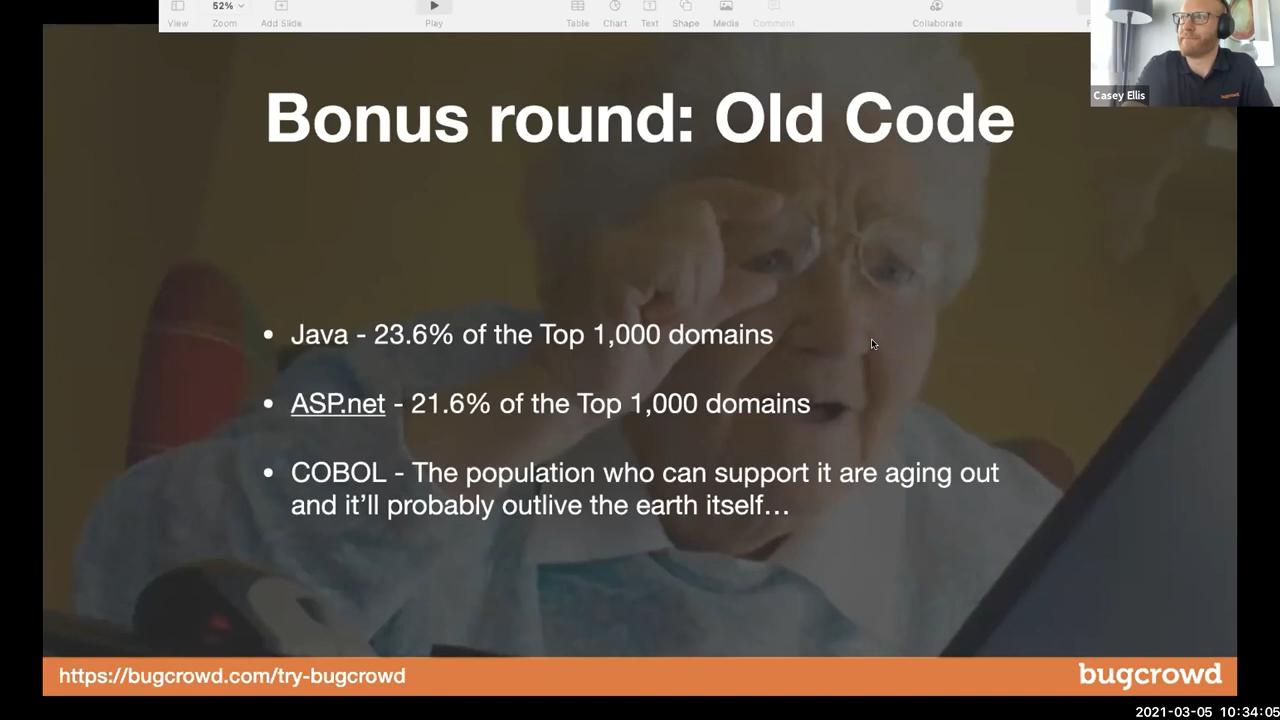 52%
View
Zoom
Add Slide
Play
Table
Chart
Text
Shape
Media
Comment
Collaborate
Casey Ellis
bugcrowd
Bonus round: Old Code
• Java - 23.6% of the Top 1,000 domains
• ASP.net - 21.6% of the Top 1,000 domains
• COBOL - The population who can support it are aging out
and it’ll probably outlive the earth itself…
https://bugcrowd.com/try-bugcrowd
bugcrowd
2021-03-05 10:34:05